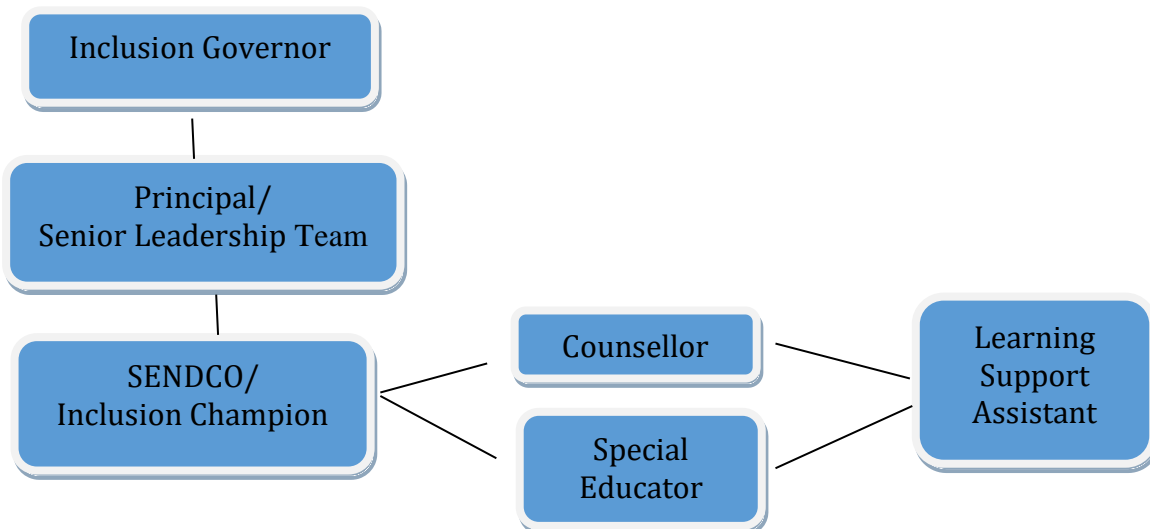 Inclusion Governor
Principal/
Senior Leadership Team
SENDCO/
Inclusion Champion
Counsellor
Special
Educator
Learning
Support
Assistant